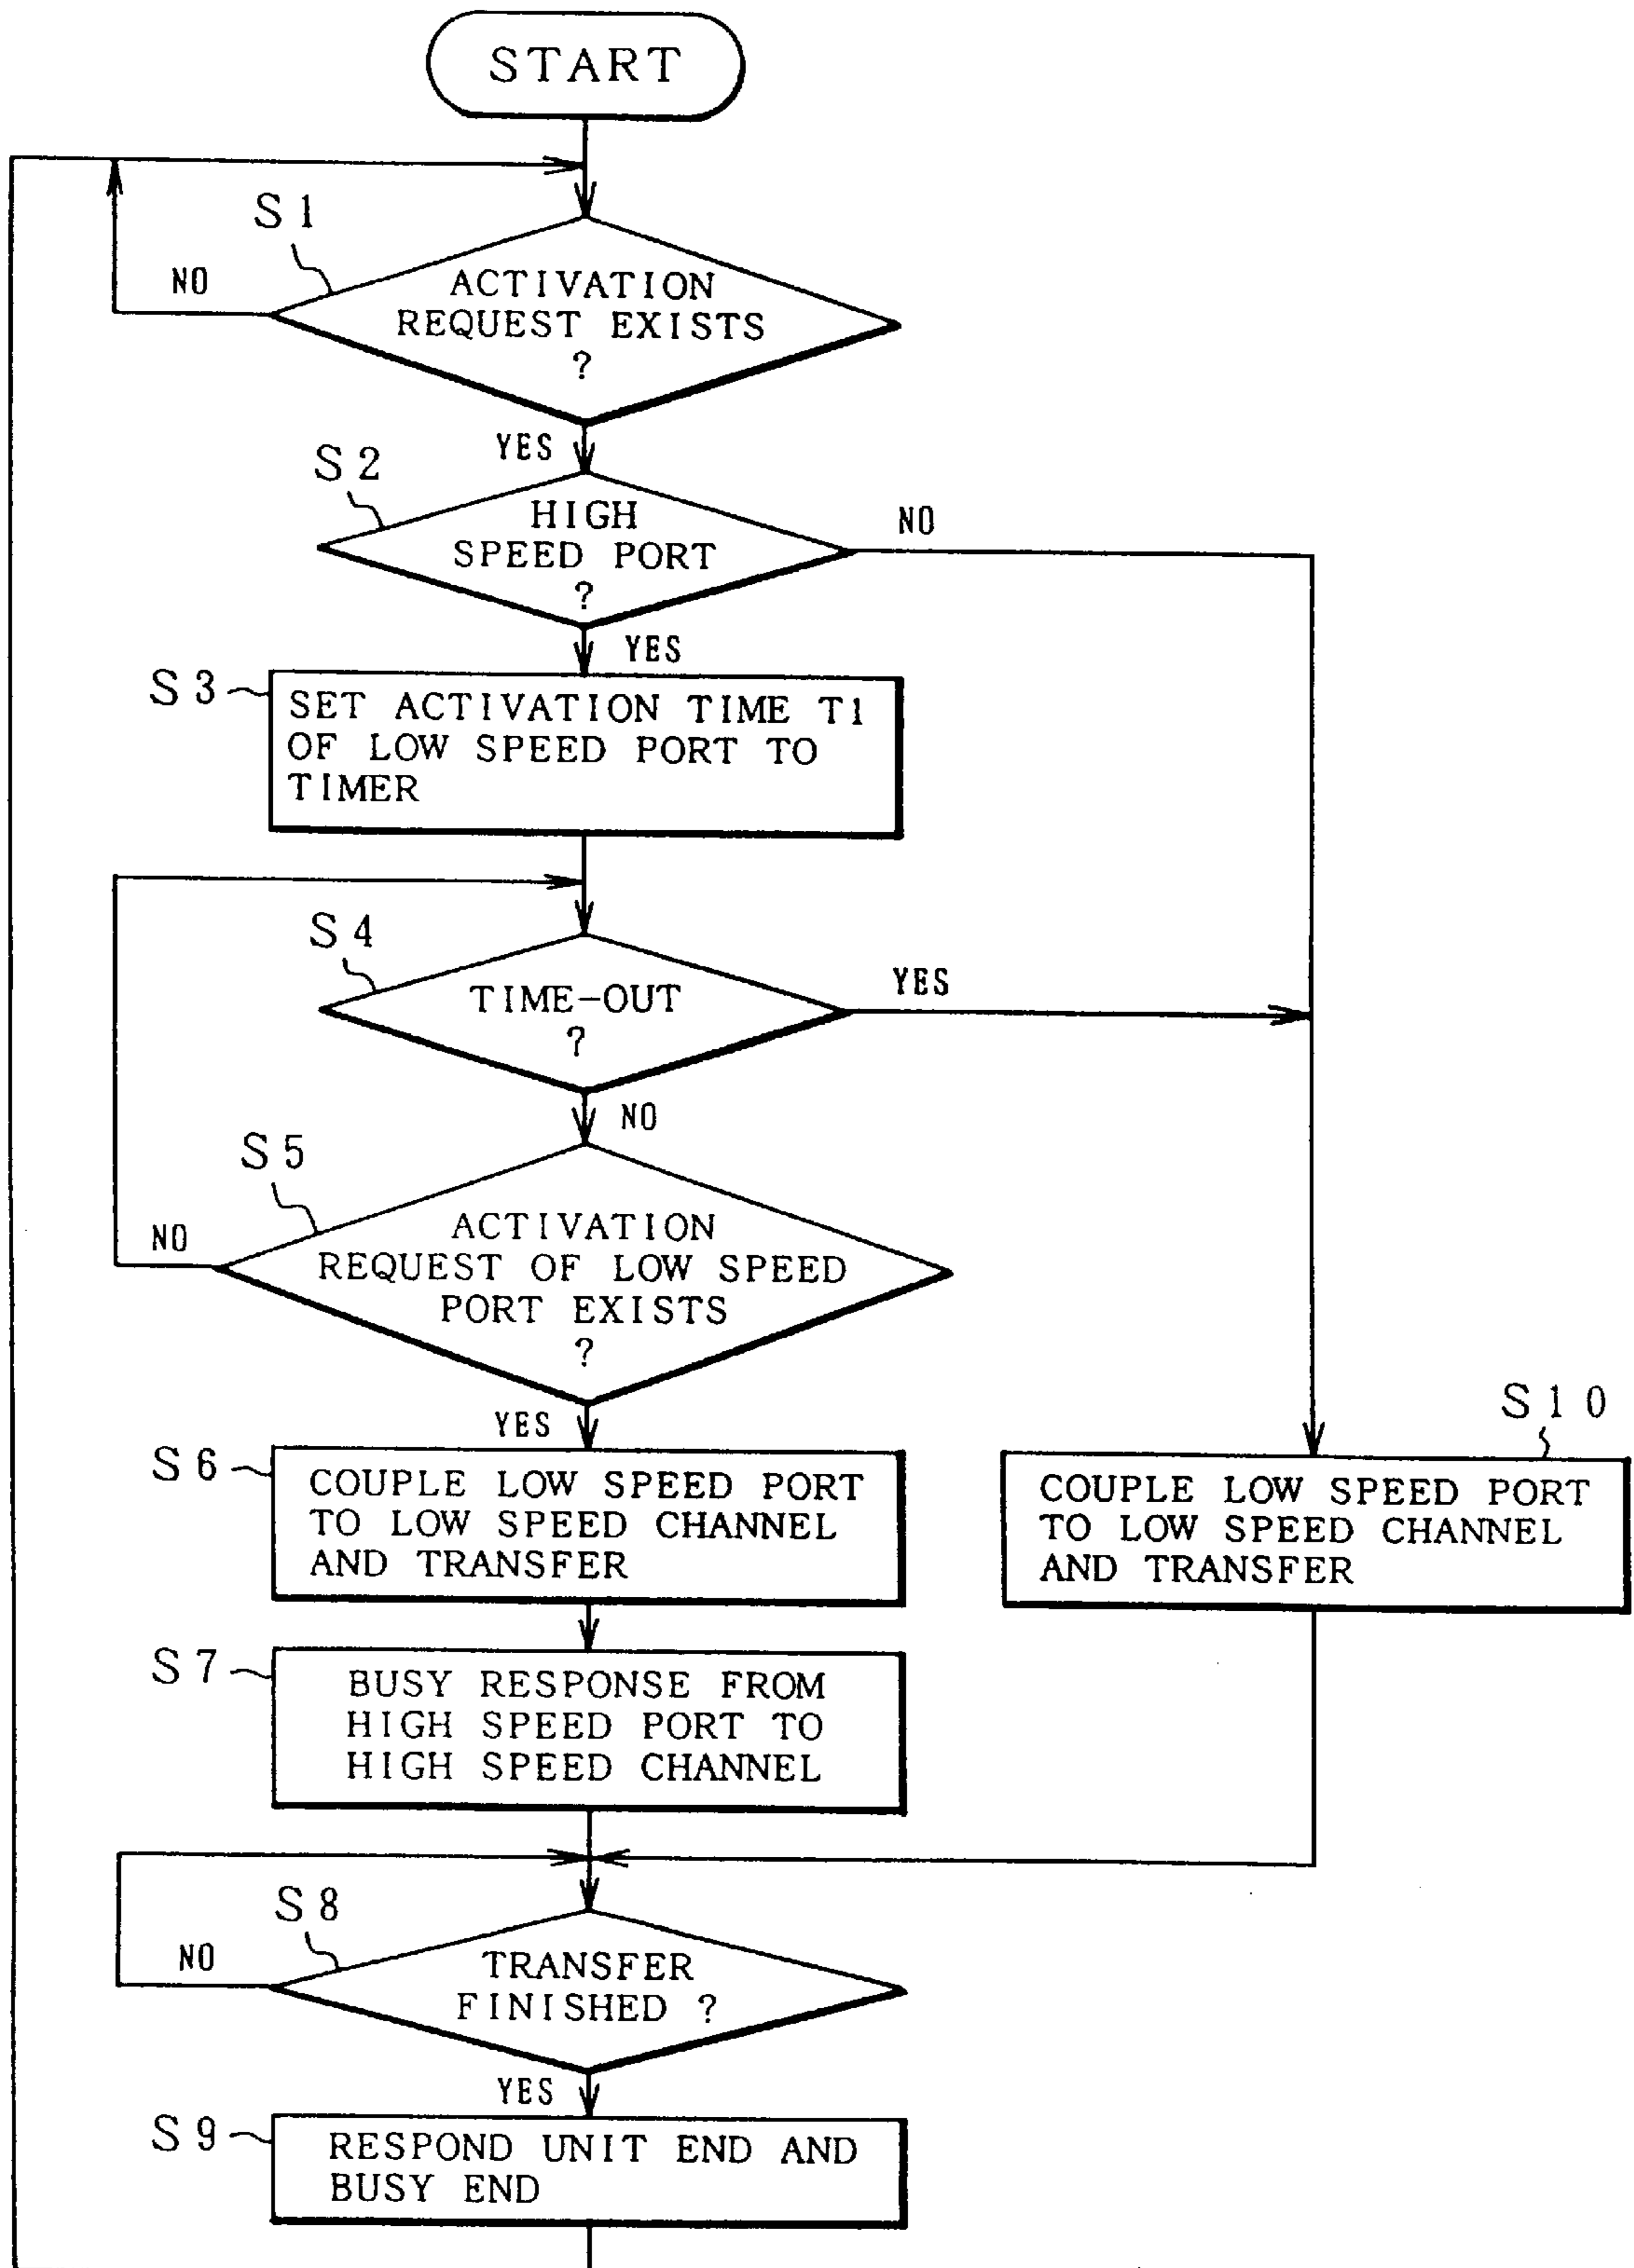 START
S1
NO
ACTIVATION
REQUEST EXISTS
?
YES
S2
HIGH
SPEED PORT
?
NO
YES
S3
SET ACTIVATION TIME T1
OF LOW SPEED PORT TO
TIMER
S4
TIME-OUT
?
YES
NO
S5
NO
ACTIVATION
REQUEST OF LOW SPEED
PORT EXISTS
?
YES
S6
COUPLE LOW SPEED PORT
TO LOW SPEED CHANNEL
AND TRANSFER
S10
COUPLE LOW SPEED PORT
TO LOW SPEED CHANNEL
AND TRANSFER
S7
BUSY RESPONSE FROM
HIGH SPEED PORT TO
HIGH SPEED CHANNEL
S8
NO
TRANSFER
FINISHED ?
YES
S9
RESPOND UNIT END AND
BUSY END